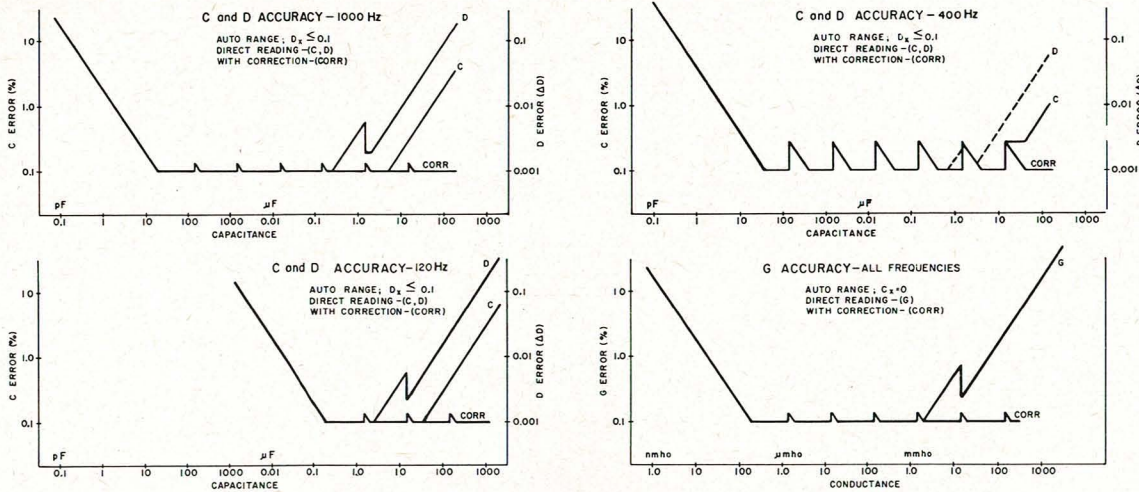 C and D ACCURACY – 1000 Hz
AUTO RANGE; Dx ≤ 0.1
DIRECT READING – (C, D)
WITH CORRECTION – (CORR)
C ERROR (%)
10
1.0
0.1
D ERROR (ΔD)
0.1
0.01
0.001
D
C
CORR
pF
μF
0.1 1.0 10 100 1000 0.01 0.1 1.0 10 100 1000
CAPACITANCE
C and D ACCURACY – 400 Hz
AUTO RANGE; Dx ≤ 0.1
DIRECT READING – (C, D)
WITH CORRECTION – (CORR)
C ERROR (%)
10
1.0
0.1
D ERROR (ΔD)
0.1
0.01
0.001
D
C
CORR
pF
μF
0.1 1.0 10 100 1000 0.01 0.1 1.0 10 100 1000
CAPACITANCE
C and D ACCURACY – 120 Hz
AUTO RANGE; Dx ≤ 0.1
DIRECT READING – (C, D)
WITH CORRECTION – (CORR)
C ERROR (%)
10
1.0
0.1
D ERROR (ΔD)
0.1
0.01
0.001
D
C
CORR
pF
μF
0.1 1.0 10 100 1000 0.01 0.1 1.0 10 100 1000
CAPACITANCE
G ACCURACY – ALL FREQUENCIES
AUTO RANGE; Cx = 0
DIRECT READING – (G)
WITH CORRECTION – (CORR)
G ERROR (%)
10
1.0
0.1
G
CORR
nmho
μmho
mmho
1.0 10 100 1.0 10 100 1.0 10 100 1000
CONDUCTANCE